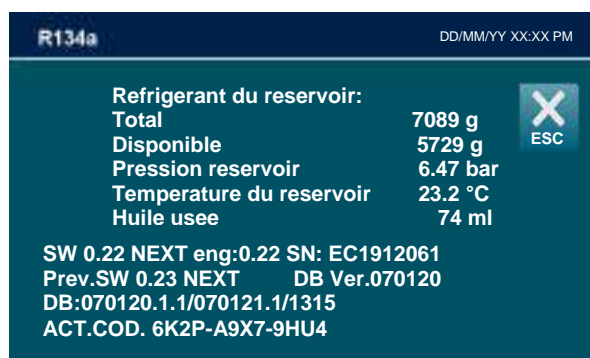 R134a DD/MM/YY XX:XX PM
Refrigerant du reservoir:
Total 7089 g
Disponible 5729 g
ESC
Pression reservoir 6.47 bar
Temperature du reservoir 23.2 °C
Huile usee 74 ml
SW 0.22 NEXT eng:0.22 SN: EC1912061
Prev.SW 0.23 NEXT DB Ver.070120
DB:070120.1.1/070121.1/1315
ACT.COD. 6K2P-A9X7-9HU4